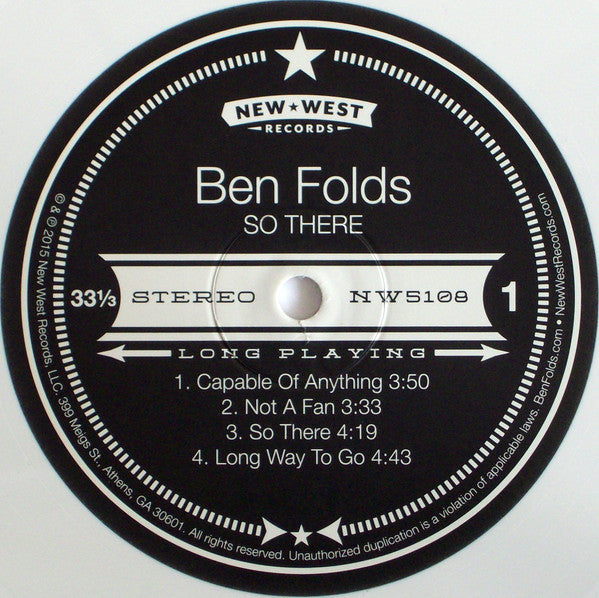 NEW★WEST
RECORDS
Ben Folds
SO THERE
33⅓
STEREO
NW5108
1
LONG PLAYING
1. Capable Of Anything 3:50
2. Not A Fan 3:33
3. So There 4:19
4. Long Way To Go 4:43
© & ℗ 2015 New West Records, LLC. 399 Meigs St., Athens, GA 30601. All rights reserved. Unauthorized duplication is a violation of applicable laws. BenFolds.com • NewWestRecords.com